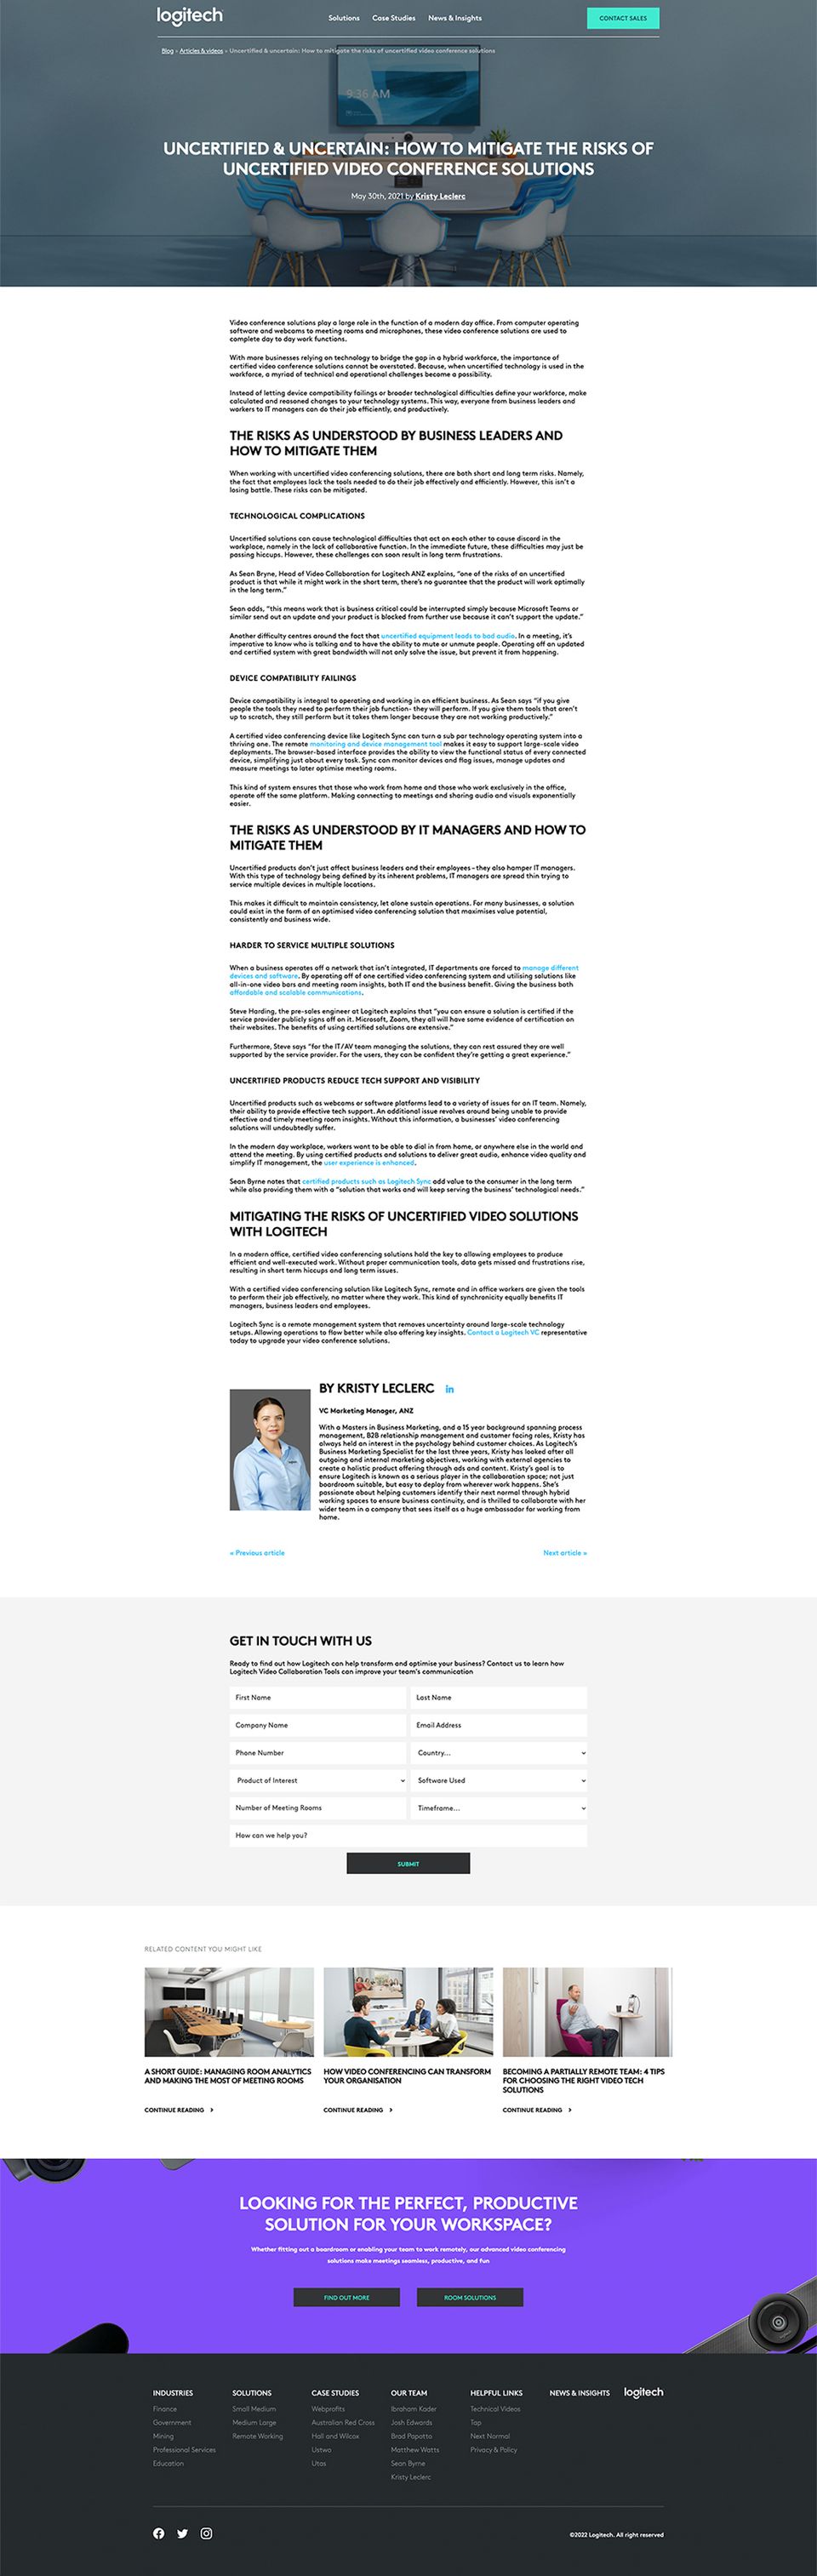 logitech
Solutions Case Studies News & Insights
CONTACT SALES
Blog » Articles & videos » Uncertified & uncertain: How to mitigate the risks of uncertified video conference solutions
9:36 AM
UNCERTIFIED & UNCERTAIN: HOW TO MITIGATE THE RISKS OF
UNCERTIFIED VIDEO CONFERENCE SOLUTIONS
May 30th, 2021 by Kristy Leclerc
Video conference solutions play a large role in the function of a modern day office. From computer operating
software and webcams to meeting rooms and microphones, these video conference solutions are used to
complete day to day work functions.
With more businesses relying on technology to bridge the gap in a hybrid workforce, the importance of
certified video conference solutions cannot be overstated. Because, when uncertified technology is used in the
workforce, a myriad of technical and operational challenges become a possibility.
Instead of letting device compatibility failings or broader technological difficulties define your workforce, make
calculated and reasoned changes to your technology systems. This way, everyone from business leaders and
workers to IT managers can do their job efficiently, and productively.
THE RISKS AS UNDERSTOOD BY BUSINESS LEADERS AND
HOW TO MITIGATE THEM
When working with uncertified video conferencing solutions, there are both short and long term risks. Namely,
the fact that employees lack the tools needed to do their job effectively and efficiently. However, this isn't a
losing battle. These risks can be mitigated.
TECHNOLOGICAL COMPLICATIONS
Uncertified solutions can cause technological difficulties that act on each other to cause discord in the
workplace, namely in the lack of collaborative function. In the immediate future, these difficulties may just be
passing hiccups. However, these challenges can soon result in long term frustrations.
As Sean Bryne, Head of Video Collaboration for Logitech ANZ explains, "one of the risks of an uncertified
product is that while it might work in the short term, there's no guarantee that the product will work optimally
in the long term."
Sean adds, "this means work that is business critical could be interrupted simply because Microsoft Teams or
similar send out an update and your product is blocked from further use because it can't support the update."
Another difficulty centres around the fact that uncertified equipment leads to bad audio. In a meeting, it's
imperative to know who is talking and to have the ability to mute or unmute people. Operating off an updated
and certified system with great bandwidth will not only solve the issue, but prevent it from happening.
DEVICE COMPATIBILITY FAILINGS
Device compatibility is integral to operating and working in an efficient business. As Sean says "if you give
people the tools they need to perform their job function- they will perform. If you give them tools that aren't
up to scratch, they still perform but it takes them longer because they are not working productively."
A certified video conferencing device like Logitech Sync can turn a sub par technology operating system into a
thriving one. The remote monitoring and device management tool makes it easy to support large-scale video
deployments. The browser-based interface provides the ability to view the functional status of every connected
device, simplifying just about every task. Sync can monitor devices and flag issues, manage updates and
measure meetings to later optimise meeting rooms.
This kind of system ensures that those who work from home and those who work exclusively in the office,
operate off the same platform. Making connecting to meetings and sharing audio and visuals exponentially
easier.
THE RISKS AS UNDERSTOOD BY IT MANAGERS AND HOW TO
MITIGATE THEM
Uncertified products don't just affect business leaders and their employees – they also hamper IT managers.
With this type of technology being defined by its inherent problems, IT managers are spread thin trying to
service multiple devices in multiple locations.
This makes it difficult to maintain consistency, let alone sustain operations. For many businesses, a solution
could exist in the form of an optimised video conferencing solution that maximises value potential,
consistently and business wide.
HARDER TO SERVICE MULTIPLE SOLUTIONS
When a business operates off a network that isn't integrated, IT departments are forced to manage different
devices and software. By operating off of one certified video conferencing system and utilising solutions like
all-in-one video bars and meeting room insights, both IT and the business benefit. Giving the business both
affordable and scalable communications.
Steve Harding, the pre-sales engineer at Logitech explains that "you can ensure a solution is certified if the
service provider publicly signs off on it. Microsoft, Zoom, they all will have some evidence of certification on
their websites. The benefits of using certified solutions are extensive."
Furthermore, Steve says "for the IT/AV team managing the solutions, they can rest assured they are well
supported by the service provider. For the users, they can be confident they're getting a great experience."
UNCERTIFIED PRODUCTS REDUCE TECH SUPPORT AND VISIBILITY
Uncertified products such as webcams or software platforms lead to a variety of issues for an IT team. Namely,
their ability to provide effective tech support. An additional issue revolves around being unable to provide
effective and timely meeting room insights. Without this information, a businesses' video conferencing
solutions will undoubtedly suffer.
In the modern day workplace, workers want to be able to dial in from home, or anywhere else in the world and
attend the meeting. By using certified products and solutions to deliver great audio, enhance video quality and
simplify IT management, the user experience is enhanced.
Sean Byrne notes that certified products such as Logitech Sync add value to the consumer in the long term
while also providing them with a "solution that works and will keep serving the business' technological needs."
MITIGATING THE RISKS OF UNCERTIFIED VIDEO SOLUTIONS
WITH LOGITECH
In a modern office, certified video conferencing solutions hold the key to allowing employees to produce
efficient and well-executed work. Without proper communication tools, data gets missed and frustrations rise,
resulting in short term hiccups and long term issues.
With a certified video conferencing solution like Logitech Sync, remote and in office workers are given the tools
to perform their job effectively, no matter where they work. This kind of synchronicity equally benefits IT
managers, business leaders and employees.
Logitech Sync is a remote management system that removes uncertainty around large-scale technology
setups. Allowing operations to flow better while also offering key insights. Contact a Logitech VC representative
today to upgrade your video conference solutions.
BY KRISTY LECLERC in
VC Marketing Manager, ANZ
With a Masters in Business Marketing, and a 15 year background spanning process
management, B2B relationship management and customer facing roles, Kristy has
always held an interest in the psychology behind customer choices. As Logitech's
Business Marketing Specialist for the last three years, Kristy has looked after all
outgoing and internal marketing objectives, working with external agencies to
create a holistic product offering through ads and content. Kristy's goal is to
ensure Logitech is known as a serious player in the collaboration space; not just
boardroom suitable, but easy to deploy from wherever work happens. She's
passionate about helping customers identify their next normal through hybrid
working spaces to ensure business continuity, and is thrilled to collaborate with her
wider team in a company that sees itself as a huge ambassador for working from
home.
« Previous article
Next article »
GET IN TOUCH WITH US
Ready to find out how Logitech can help transform and optimise your business? Contact us to learn how
Logitech Video Collaboration Tools can improve your team's communication
First Name
Last Name
Company Name
Email Address
Phone Number
Country...
Product of Interest
Software Used
Number of Meeting Rooms
Timeframe...
How can we help you?
SUBMIT
RELATED CONTENT YOU MIGHT LIKE
A SHORT GUIDE: MANAGING ROOM ANALYTICS
AND MAKING THE MOST OF MEETING ROOMS
CONTINUE READING
HOW VIDEO CONFERENCING CAN TRANSFORM
YOUR ORGANISATION
CONTINUE READING
BECOMING A PARTIALLY REMOTE TEAM: 4 TIPS
FOR CHOOSING THE RIGHT VIDEO TECH
SOLUTIONS
CONTINUE READING
LOOKING FOR THE PERFECT, PRODUCTIVE
SOLUTION FOR YOUR WORKSPACE?
Whether fitting out a boardroom or enabling your team to work remotely, our advanced video conferencing
solutions make meetings seamless, productive, and fun
FIND OUT MORE
ROOM SOLUTIONS
INDUSTRIES
Finance
Government
Mining
Professional Services
Education
SOLUTIONS
Small Medium
Medium Large
Remote Working
CASE STUDIES
Webprofits
Australian Red Cross
Hall and Wilcox
Ustwo
Utas
OUR TEAM
Ibraham Kader
Josh Edwards
Brad Papotto
Matthew Watts
Sean Byrne
Kristy Leclerc
HELPFUL LINKS
Technical Videos
Tap
Next Normal
Privacy & Policy
NEWS & INSIGHTS
logitech
©2022 Logitech. All right reserved